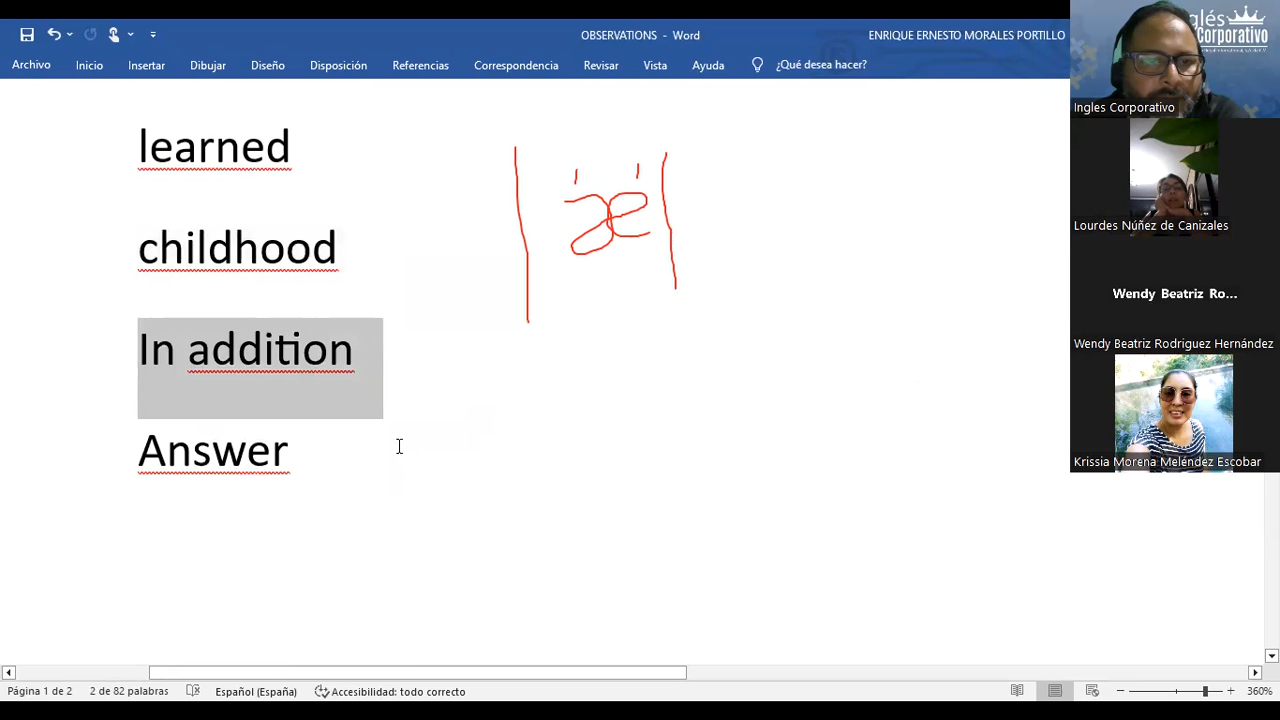 OBSERVATIONS - Word
ENRIQUE ERNESTO MORALES PORTILLO
Archivo Inicio Insertar Dibujar Diseño Disposición Referencias Correspondencia Revisar Vista Ayuda ¿Qué desea hacer?
learned
childhood
In addition
Answer
æ
Página 1 de 2 2 de 82 palabras Español (España) Accesibilidad: todo correcto 360%
nglés
Corporativo
Ingles Corporativo
Lourdes Núñez de Canizales
Wendy Beatriz Ro...
Wendy Beatriz Rodriguez Hernández
Krissia Morena Meléndez Escobar